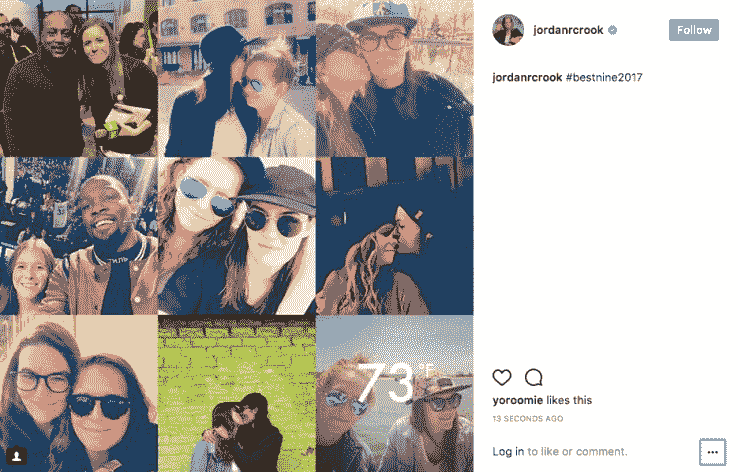 jordanrcrook
Follow
jordanrcrook #bestnine2017
73°F
yoroomie likes this
13 SECONDS AGO
Log in to like or comment.